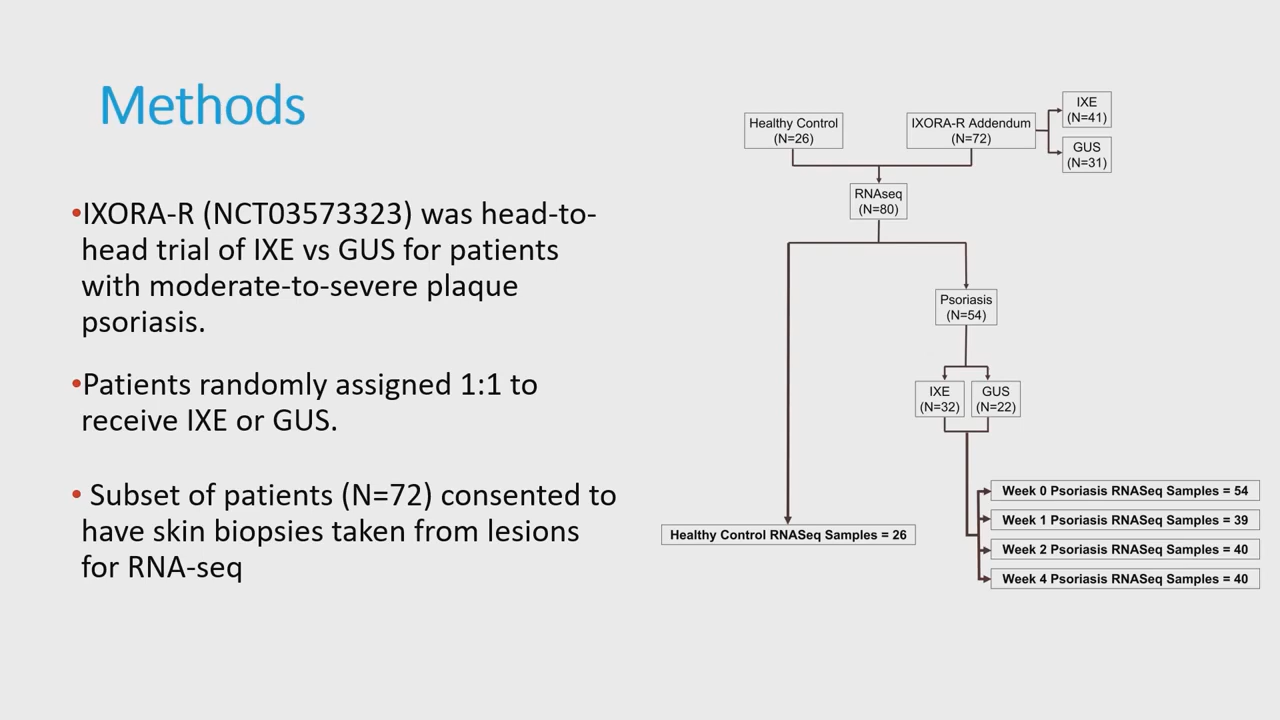 Methods
•IXORA-R (NCT03573323) was head-to-
head trial of IXE vs GUS for patients
with moderate-to-severe plaque
psoriasis.
•Patients randomly assigned 1:1 to
receive IXE or GUS.
• Subset of patients (N=72) consented to
have skin biopsies taken from lesions
for RNA-seq
Healthy Control
(N=26)
IXORA-R Addendum
(N=72)
IXE
(N=41)
GUS
(N=31)
RNAseq
(N=80)
Psoriasis
(N=54)
IXE
(N=32)
GUS
(N=22)
Healthy Control RNASeq Samples = 26
Week 0 Psoriasis RNASeq Samples = 54
Week 1 Psoriasis RNASeq Samples = 39
Week 2 Psoriasis RNASeq Samples = 40
Week 4 Psoriasis RNASeq Samples = 40